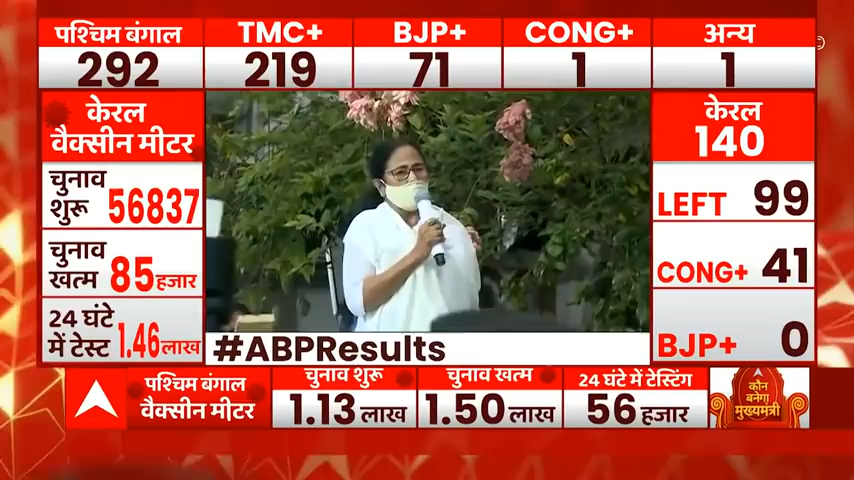 पश्चिम बंगाल TMC+ BJP+ CONG+ अन्य
292 219 71 1 1
केरल
वैक्सीन मीटर
चुनाव
शुरू 56837
चुनाव
खत्म 85 हजार
24 घंटे
में टेस्ट 1.46 लाख
केरल
140
LEFT 99
CONG+ 41
BJP+ 0
#ABPResults
पश्चिम बंगाल
वैक्सीन मीटर
चुनाव शुरू चुनाव खत्म 24 घंटे में टेस्टिंग
1.13 लाख 1.50 लाख 56 हजार
कौन
बनेगा
मुख्यमंत्री